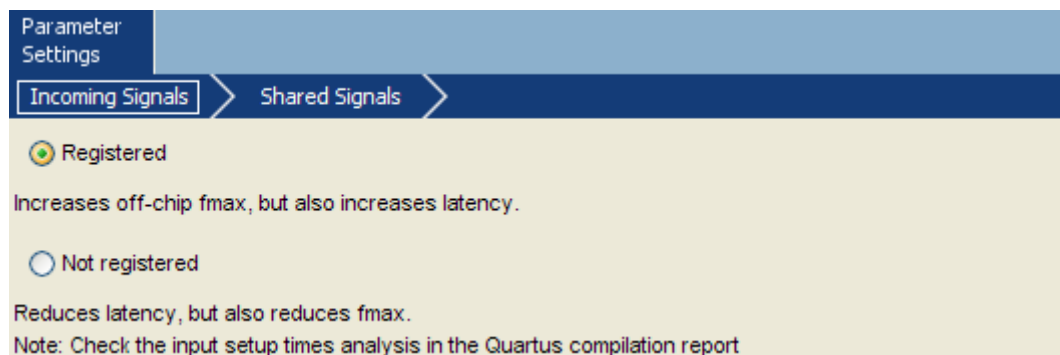 Parameter
Settings
Incoming Signals
Shared Signals
Registered
Increases off-chip fmax, but also increases latency.
Not registered
Reduces latency, but also reduces fmax.
Note: Check the input setup times analysis in the Quartus compilation report